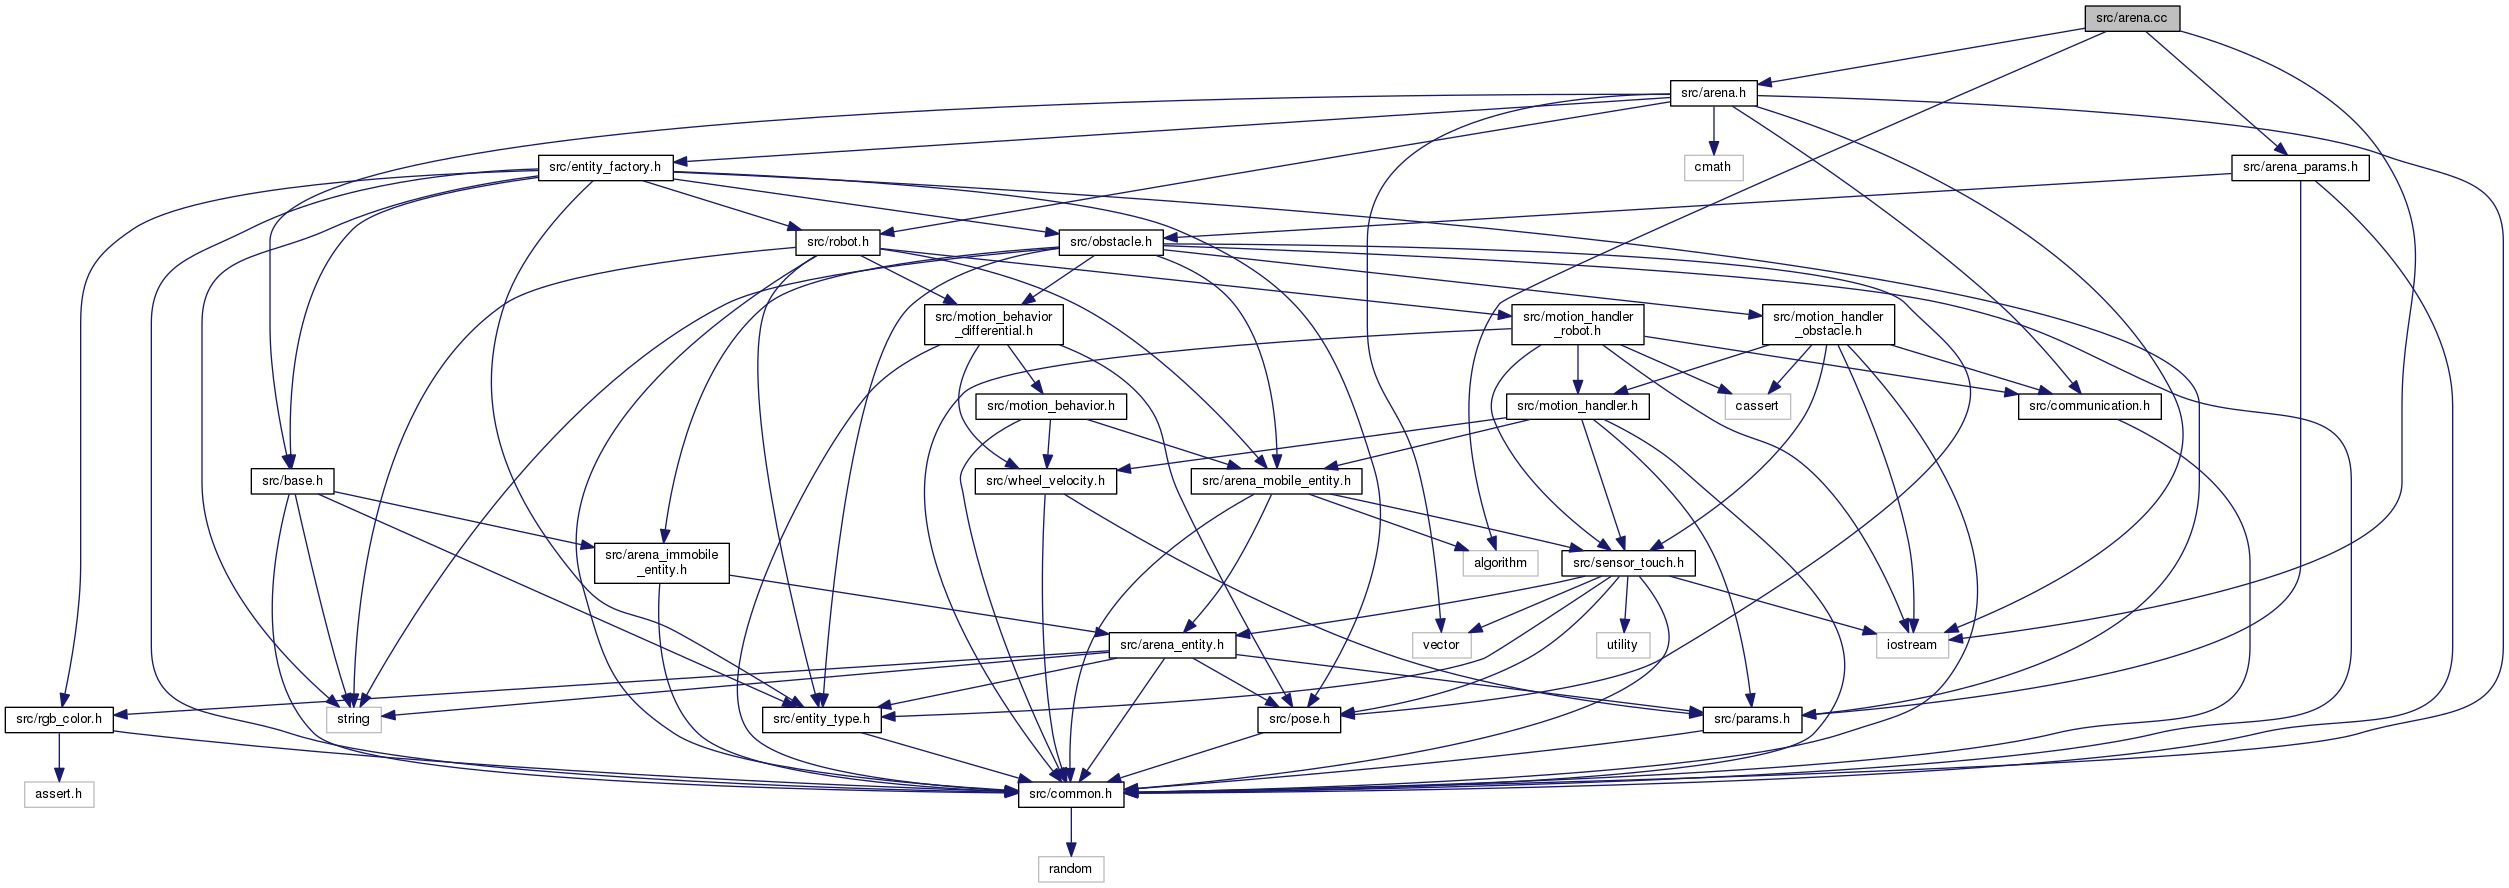 src/arena.cc
src/arena.h
cmath
src/entity_factory.h
src/arena_params.h
src/robot.h
src/obstacle.h
src/motion_behavior
_differential.h
src/motion_handler
_robot.h
src/motion_handler
_obstacle.h
src/motion_behavior.h
src/motion_handler.h
cassert
src/communication.h
src/base.h
src/wheel_velocity.h
src/arena_mobile_entity.h
src/arena_immobile
_entity.h
algorithm
src/sensor_touch.h
src/arena_entity.h
vector
utility
iostream
src/rgb_color.h
string
src/entity_type.h
src/pose.h
src/params.h
assert.h
src/common.h
random